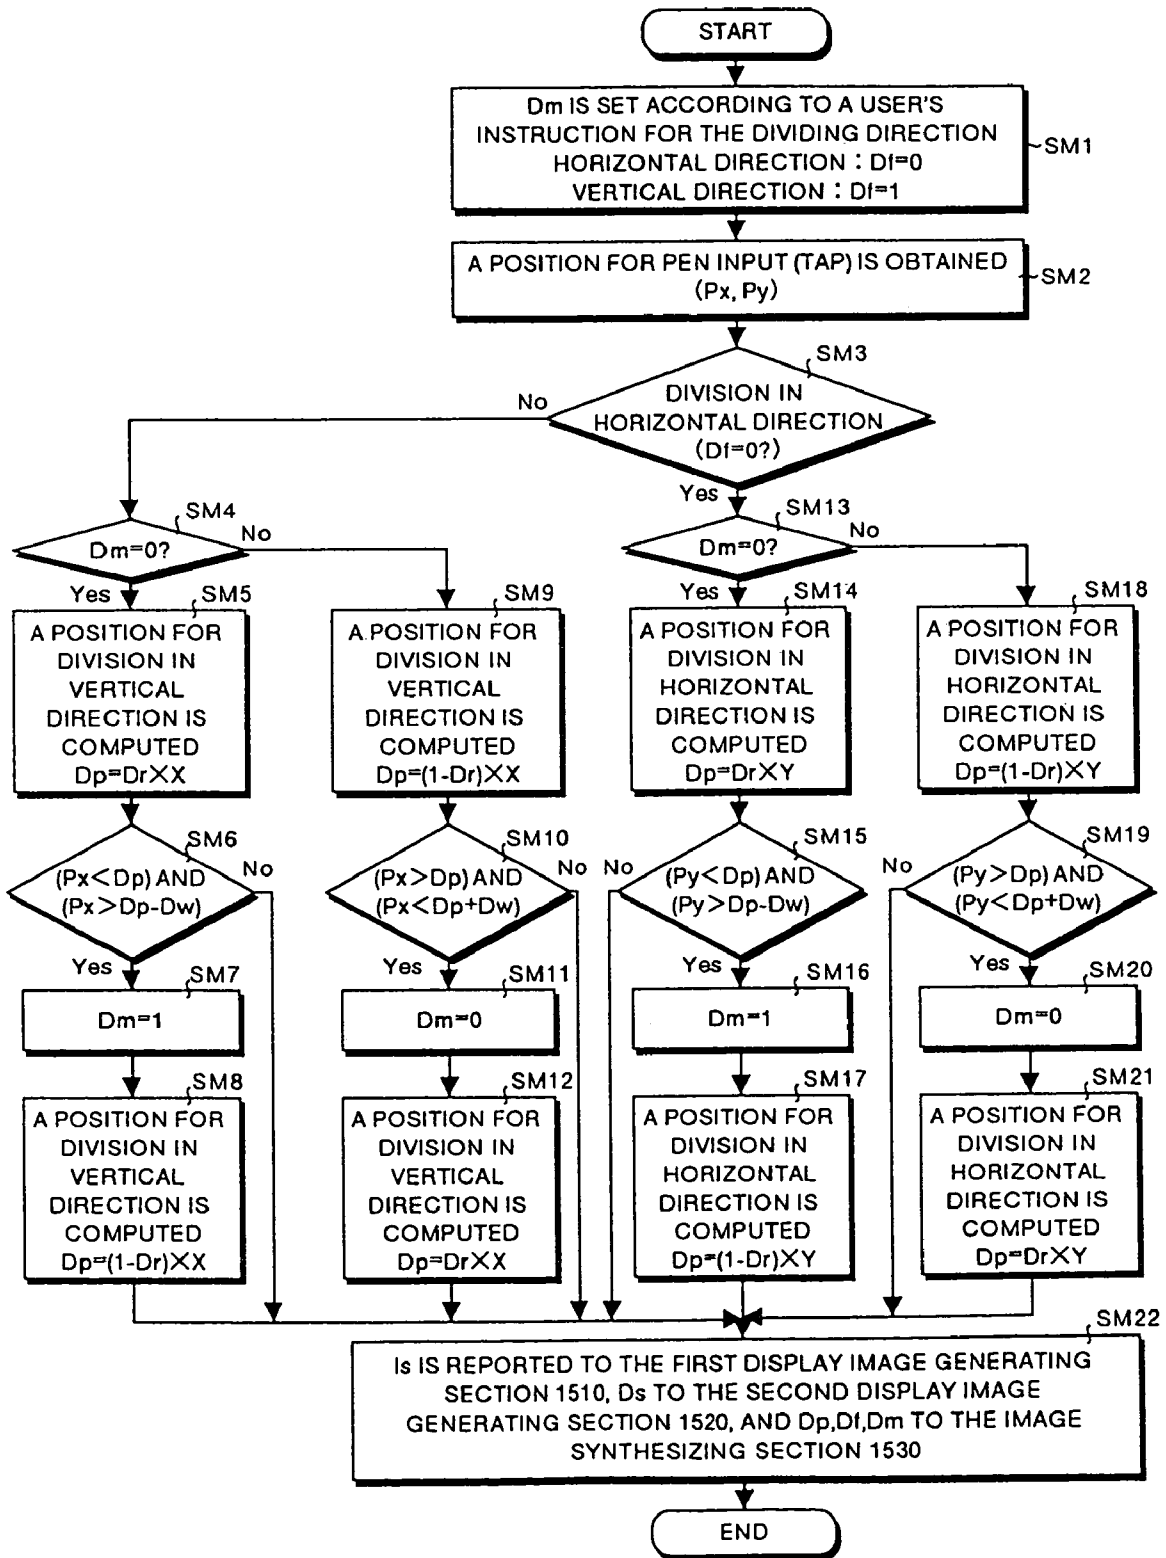 START
Dm IS SET ACCORDING TO A USER'S
INSTRUCTION FOR THE DIVIDING DIRECTION
HORIZONTAL DIRECTION : Df=0
VERTICAL DIRECTION : Df=1
SM1
A POSITION FOR PEN INPUT (TAP) IS OBTAINED
(Px, Py)
SM2
SM3
DIVISION IN
HORIZONTAL DIRECTION
(Df=0?)
No
Yes
SM4
Dm=0?
No
Yes
SM13
Dm=0?
No
Yes
SM5
A POSITION FOR
DIVISION IN
VERTICAL
DIRECTION IS
COMPUTED
Dp=Dr×X
SM9
A POSITION FOR
DIVISION IN
VERTICAL
DIRECTION IS
COMPUTED
Dp=(1-Dr)×X
SM14
A POSITION FOR
DIVISION IN
HORIZONTAL
DIRECTION IS
COMPUTED
Dp=Dr×Y
SM18
A POSITION FOR
DIVISION IN
HORIZONTAL
DIRECTION IS
COMPUTED
Dp=(1-Dr)×Y
SM6
(Px<Dp) AND
(Px>Dp-Dw)
No
Yes
SM10
(Px>Dp) AND
(Px<Dp+Dw)
No
Yes
SM15
No
(Py<Dp) AND
(Py>Dp-Dw)
Yes
SM19
No
(Py>Dp) AND
(Py<Dp+Dw)
Yes
SM7
Dm=1
SM11
Dm=0
SM16
Dm=1
SM20
Dm=0
SM8
A POSITION FOR
DIVISION IN
VERTICAL
DIRECTION IS
COMPUTED
Dp=(1-Dr)×X
SM12
A POSITION FOR
DIVISION IN
VERTICAL
DIRECTION IS
COMPUTED
Dp=Dr×X
SM17
A POSITION FOR
DIVISION IN
HORIZONTAL
DIRECTION IS
COMPUTED
Dp=(1-Dr)×Y
SM21
A POSITION FOR
DIVISION IN
HORIZONTAL
DIRECTION IS
COMPUTED
Dp=Dr×Y
SM22
Is IS REPORTED TO THE FIRST DISPLAY IMAGE GENERATING
SECTION 1510, Ds TO THE SECOND DISPLAY IMAGE
GENERATING SECTION 1520, AND Dp,Df,Dm TO THE IMAGE
SYNTHESIZING SECTION 1530
END